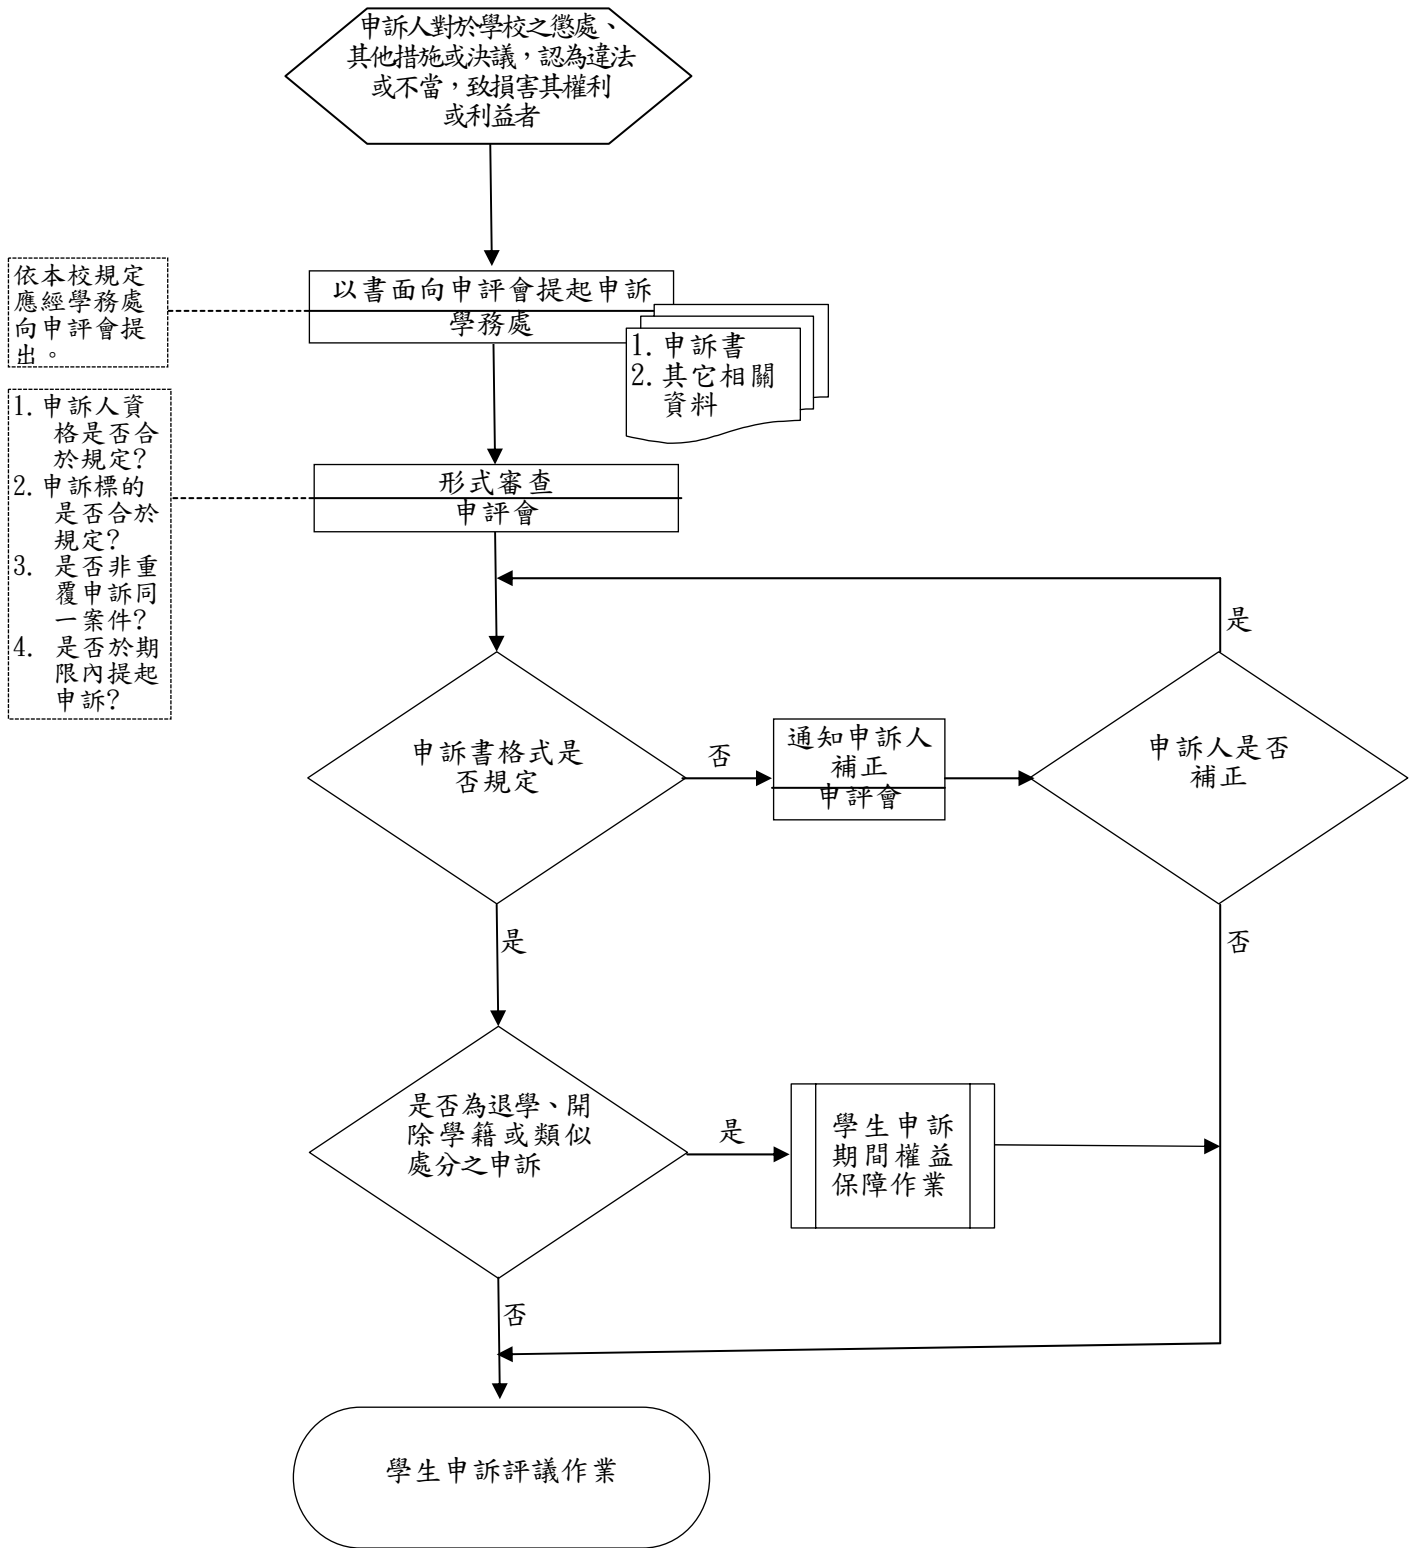 申訴人對於學校之懲處、
其他措施或決議，認為違法
或不當，致損害其權利
或利益者
依本校規定
應經學務處
向申評會提
出。
以書面向申評會提起申訴
學務處
1. 申訴書
2. 其它相關
資料
1. 申訴人資
格是否合
於規定?
2. 申訴標的
是否合於
規定?
3. 是否非重
覆申訴同
一案件?
4. 是否於期
限內提起
申訴?
形式審查
申評會
是
申訴書格式是
否規定
否
通知申訴人
補正
申評會
申訴人是否
補正
是
否
是否為退學、開
除學籍或類似
處分之申訴
是
學生申訴
期間權益
保障作業
否
學生申訴評議作業